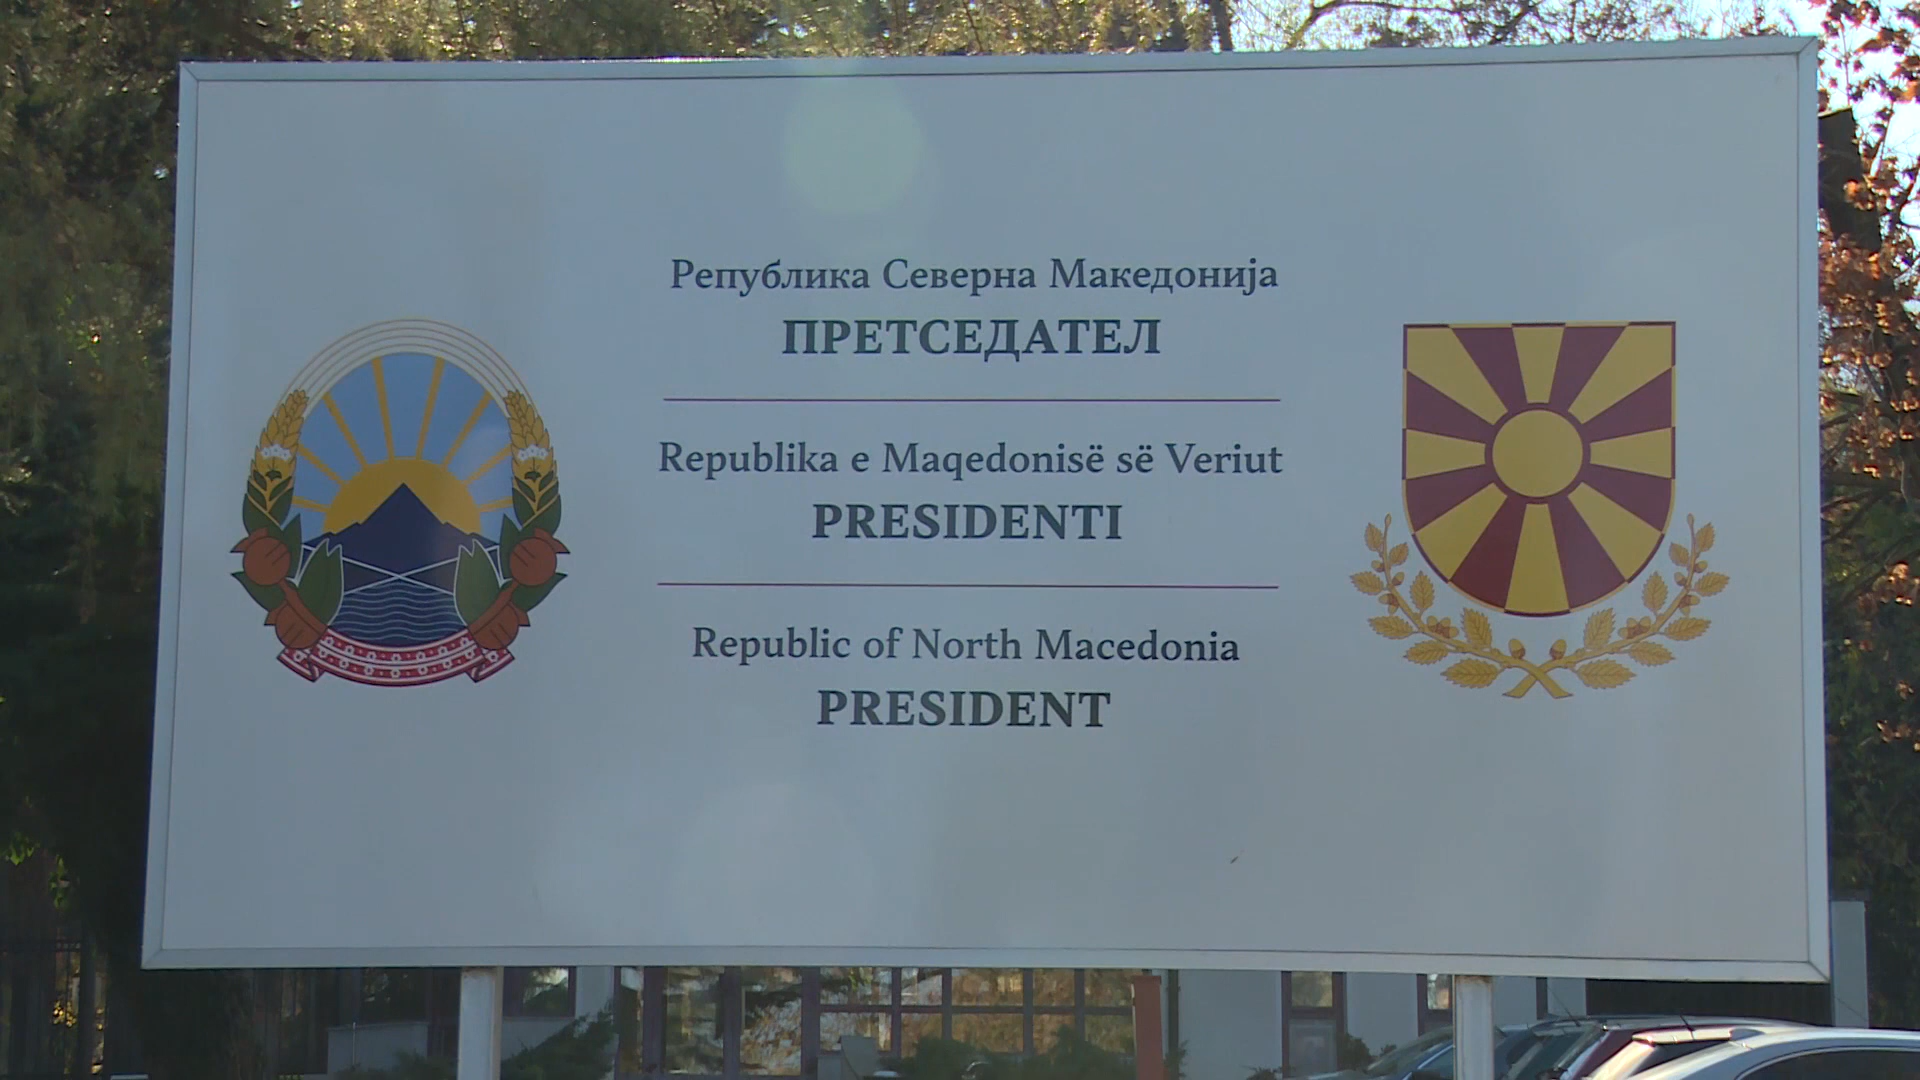 Република Северна Македонија
ПРЕТСЕДАТЕЛ
Republika e Maqedonisë së Veriut
PRESIDENTI
Republic of North Macedonia
PRESIDENT